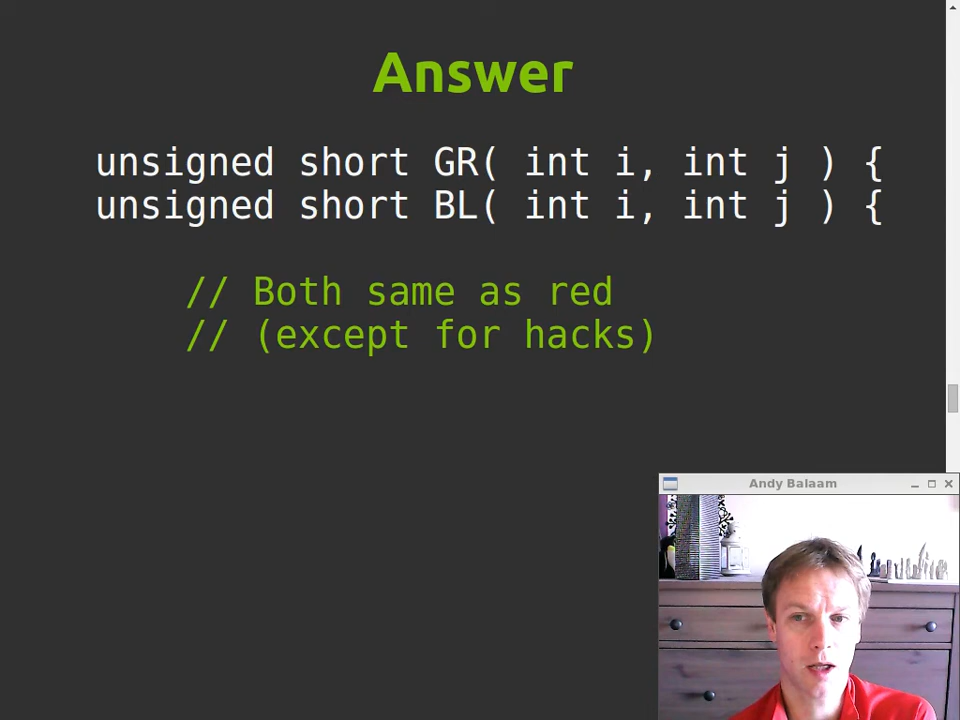 Answer
unsigned short GR( int i, int j ) {
unsigned short BL( int i, int j ) {
// Both same as red
// (except for hacks)
Andy Balaam